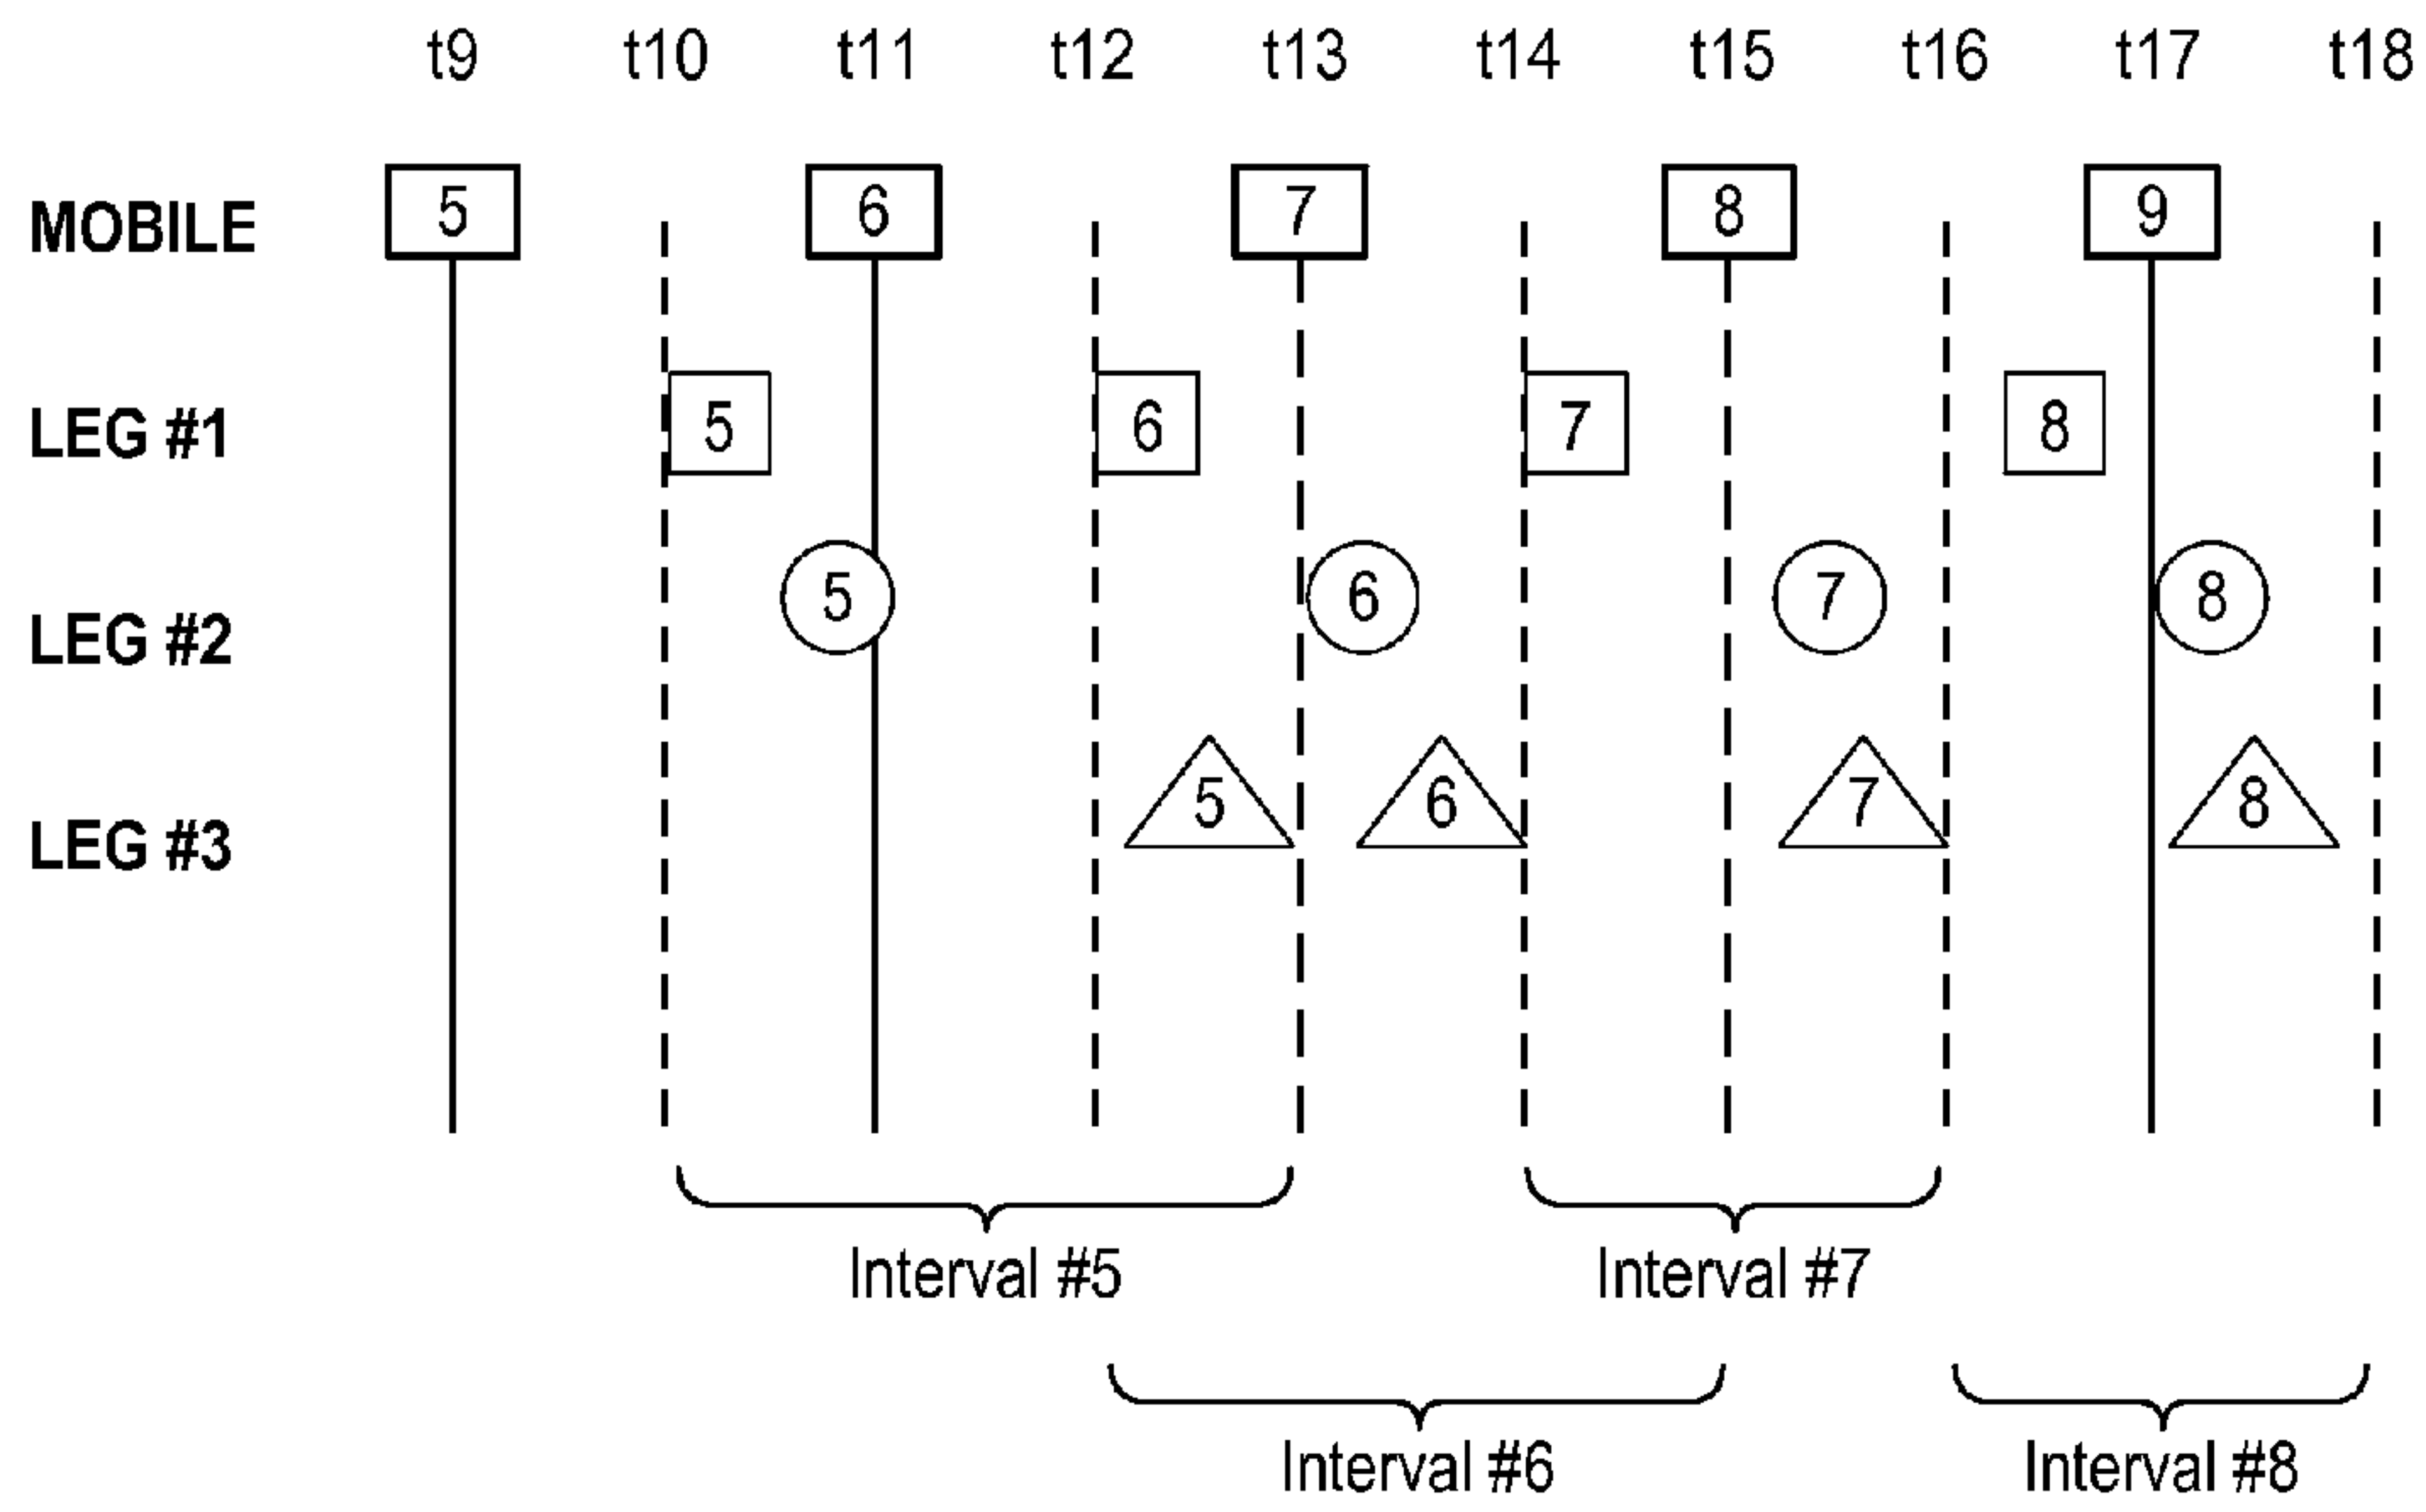 t9 t10 t11 t12 t13 t14 t15 t16 t17 t18
MOBILE 5 6 7 8 9
LEG #1 5 6 7 8
LEG #2 5 6 7 8
LEG #3 5 6 7 8
Interval #5 Interval #7
Interval #6 Interval #8